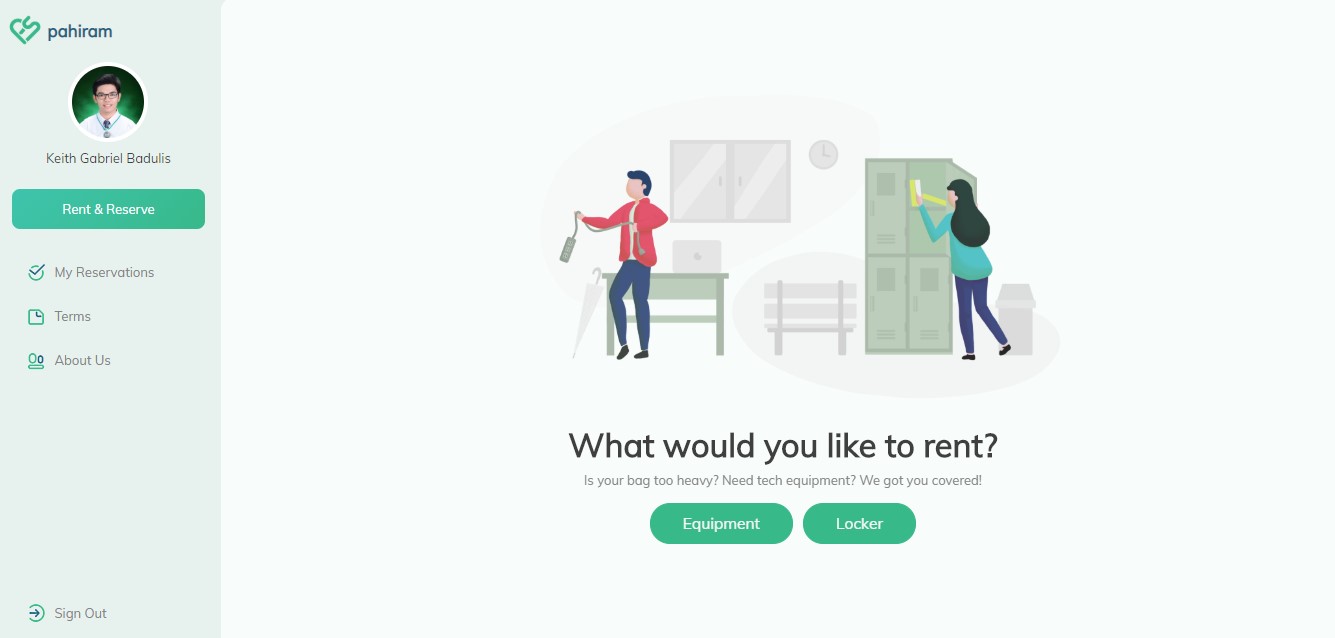 pahiram
Keith Gabriel Badulis
Rent & Reserve
My Reservations
Terms
About Us
Sign Out
What would you like to rent?
Is your bag too heavy? Need tech equipment? We got you covered!
Equipment
Locker